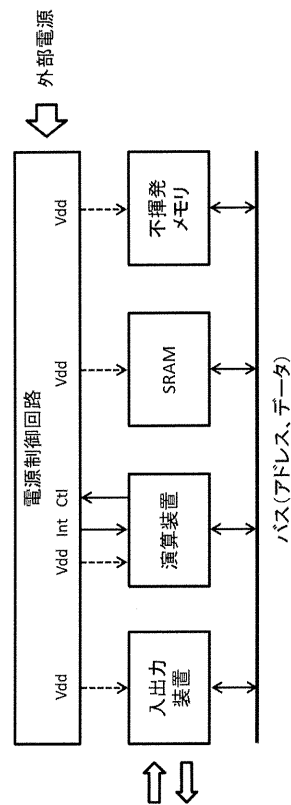 外部電源
電源制御回路
Vdd
Vdd
Int
Ctl
Vdd
Vdd
入出力
装置
演算装置
SRAM
不揮発
メモリ
バス(アドレス、データ)